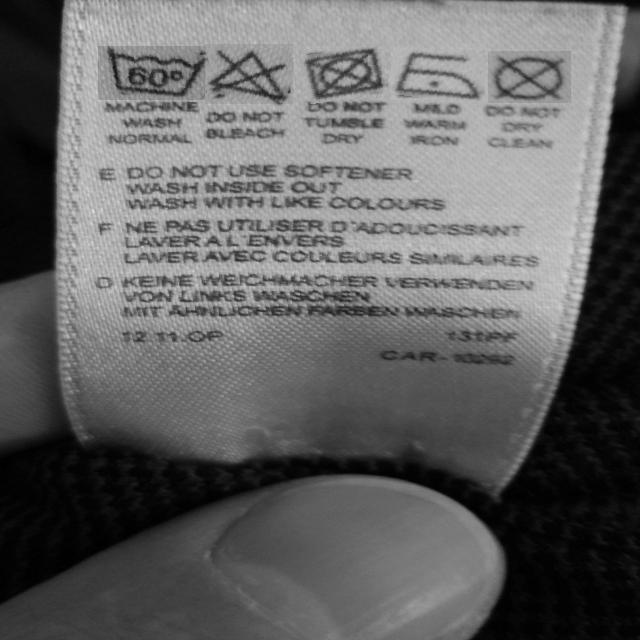 60°
MACHINE WASH NORMAL
DO NOT BLEACH
DO NOT TUMBLE DRY
MILD WARM IRON
DO NOT DRY CLEAN
E DO NOT USE SOFTENER
WASH INSIDE OUT
WASH WITH LIKE COLOURS
F NE PAS UTILISER D'ADOUCISSANT
LAVER A L'ENVERS
LAVER AVEC COULEURS SIMILAIRES
D KEINE WEICHMACHER VERWENDEN
VON LINKS WASCHEN
MIT ÄHNLICHEN FARBEN WASCHEN
12.11.OP 131PF
CAR-